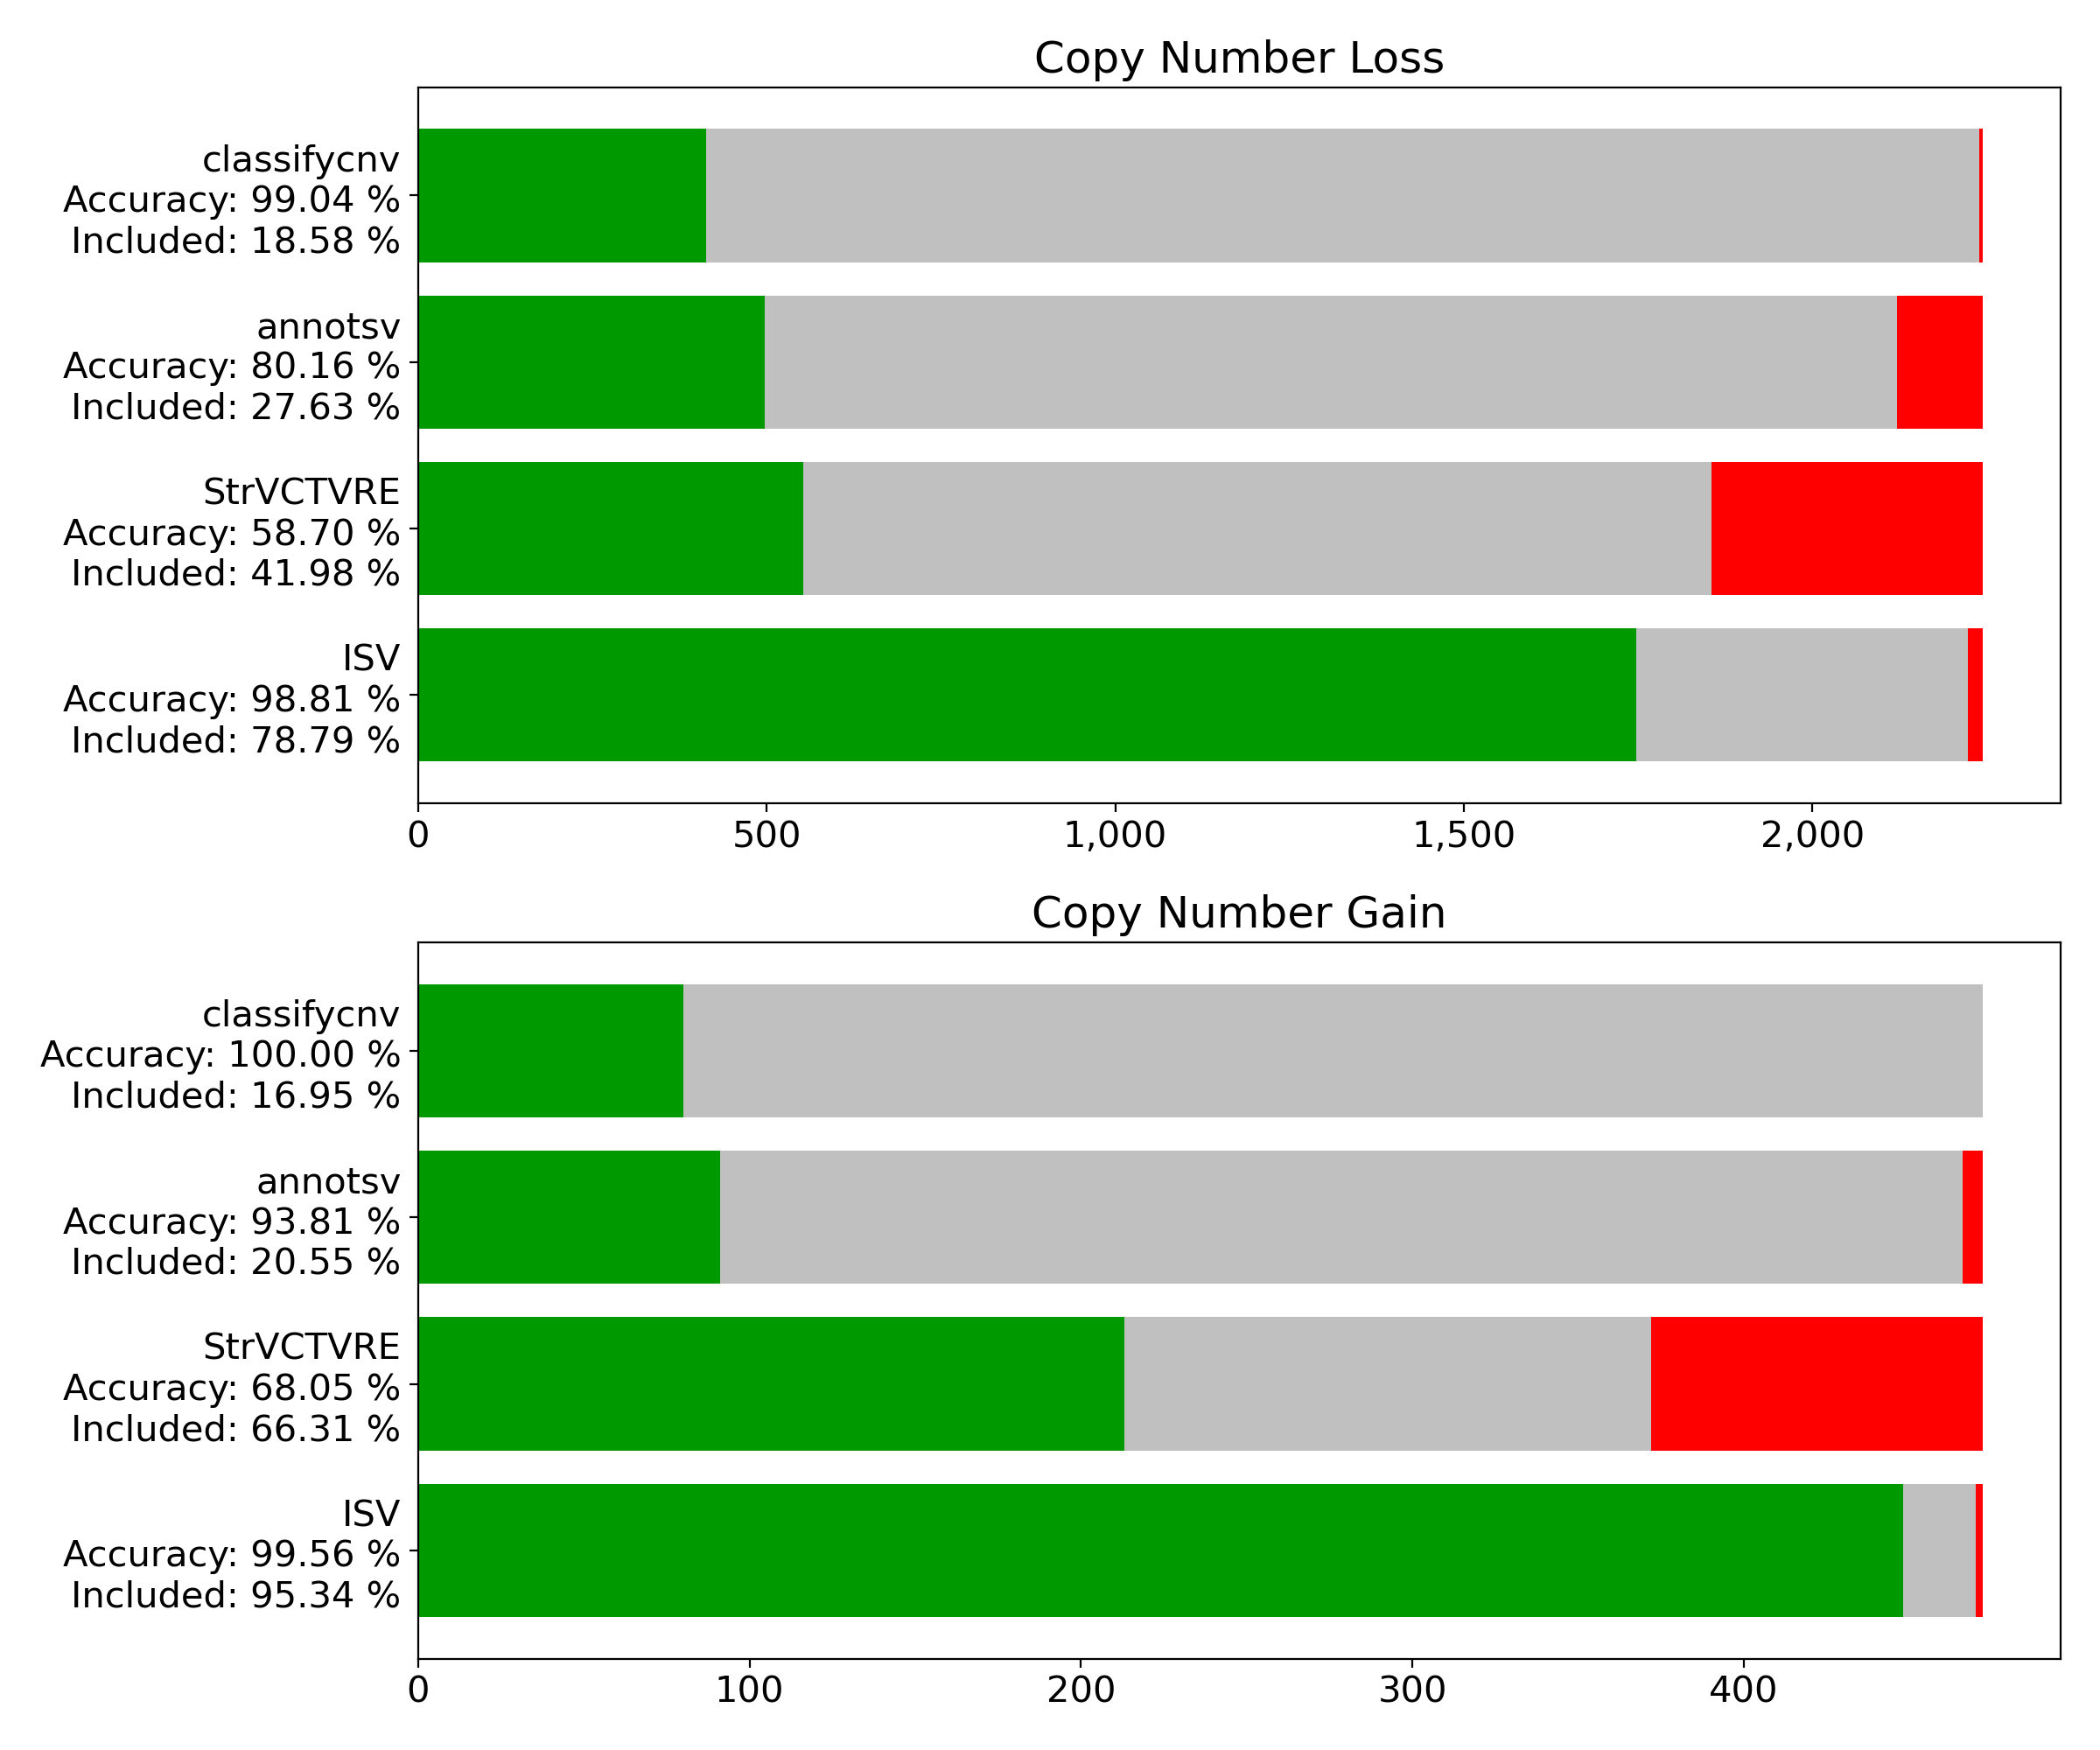 Copy Number Loss
classifycnv
Accuracy: 99.04 %
Included: 18.58 %
annotsv
Accuracy: 80.16 %
Included: 27.63 %
StrVCTVRE
Accuracy: 58.70 %
Included: 41.98 %
ISV
Accuracy: 98.81 %
Included: 78.79 %
0 500 1,000 1,500 2,000
Copy Number Gain
classifycnv
Accuracy: 100.00 %
Included: 16.95 %
annotsv
Accuracy: 93.81 %
Included: 20.55 %
StrVCTVRE
Accuracy: 68.05 %
Included: 66.31 %
ISV
Accuracy: 99.56 %
Included: 95.34 %
0 100 200 300 400